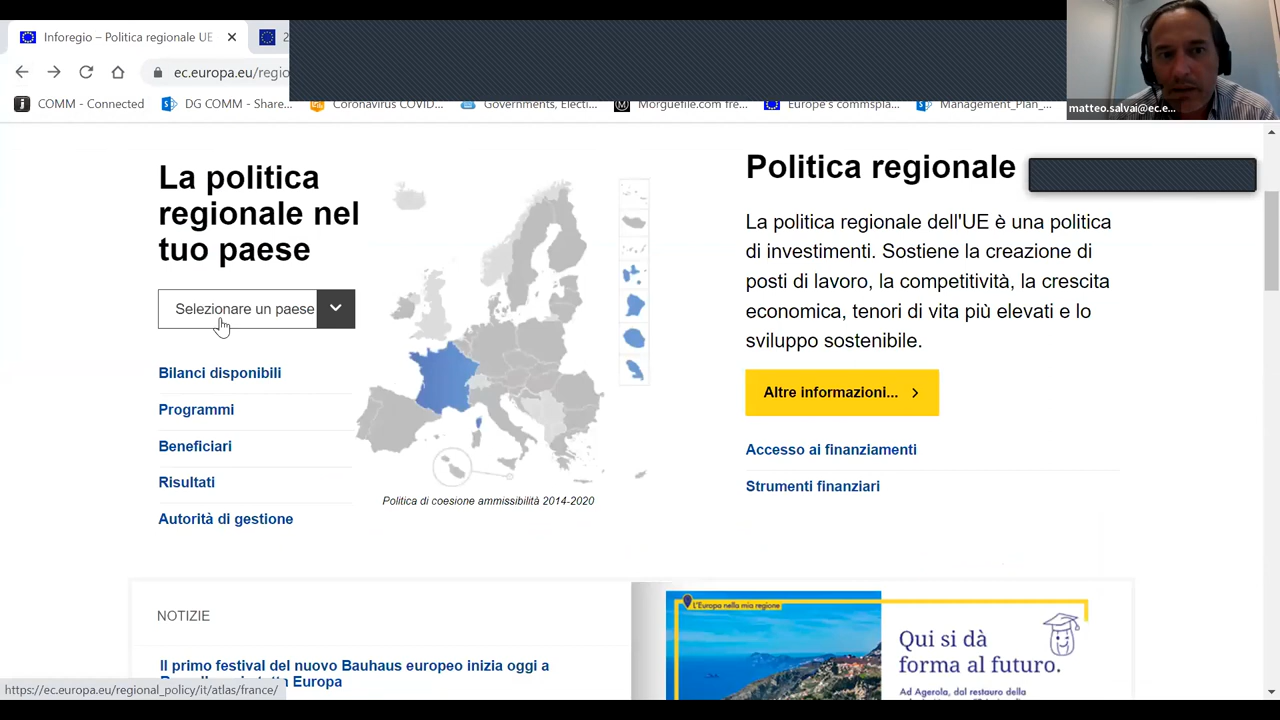 Inforegio – Politica regionale UE
2
ec.europa.eu/regio
COMM - Connected
DG COMM - Share...
Coronavirus COVID...
Governments, Electi...
Morguefile.com fre...
Europe's commspla...
Management_Plan_...
matteo.salvai@ec.e...
La politica
regionale nel
tuo paese
Selezionare un paese
Bilanci disponibili
Programmi
Beneficiari
Risultati
Autorità di gestione
Politica di coesione ammissibilità 2014-2020
Politica regionale
La politica regionale dell'UE è una politica
di investimenti. Sostiene la creazione di
posti di lavoro, la competitività, la crescita
economica, tenori di vita più elevati e lo
sviluppo sostenibile.
Altre informazioni...
Accesso ai finanziamenti
Strumenti finanziari
NOTIZIE
Il primo festival del nuovo Bauhaus europeo inizia oggi a
Europa
L'Europa nella mia regione
Qui si dà
forma al futuro.
Ad Agerola, dal restauro della
https://ec.europa.eu/regional_policy/it/atlas/france/